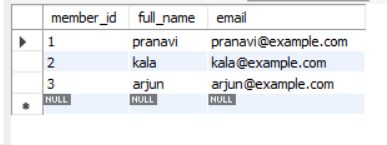 member_id full_name email
1 pranavi pranavi@example.com
2 kala kala@example.com
3 arjun arjun@example.com
NULL NULL NULL